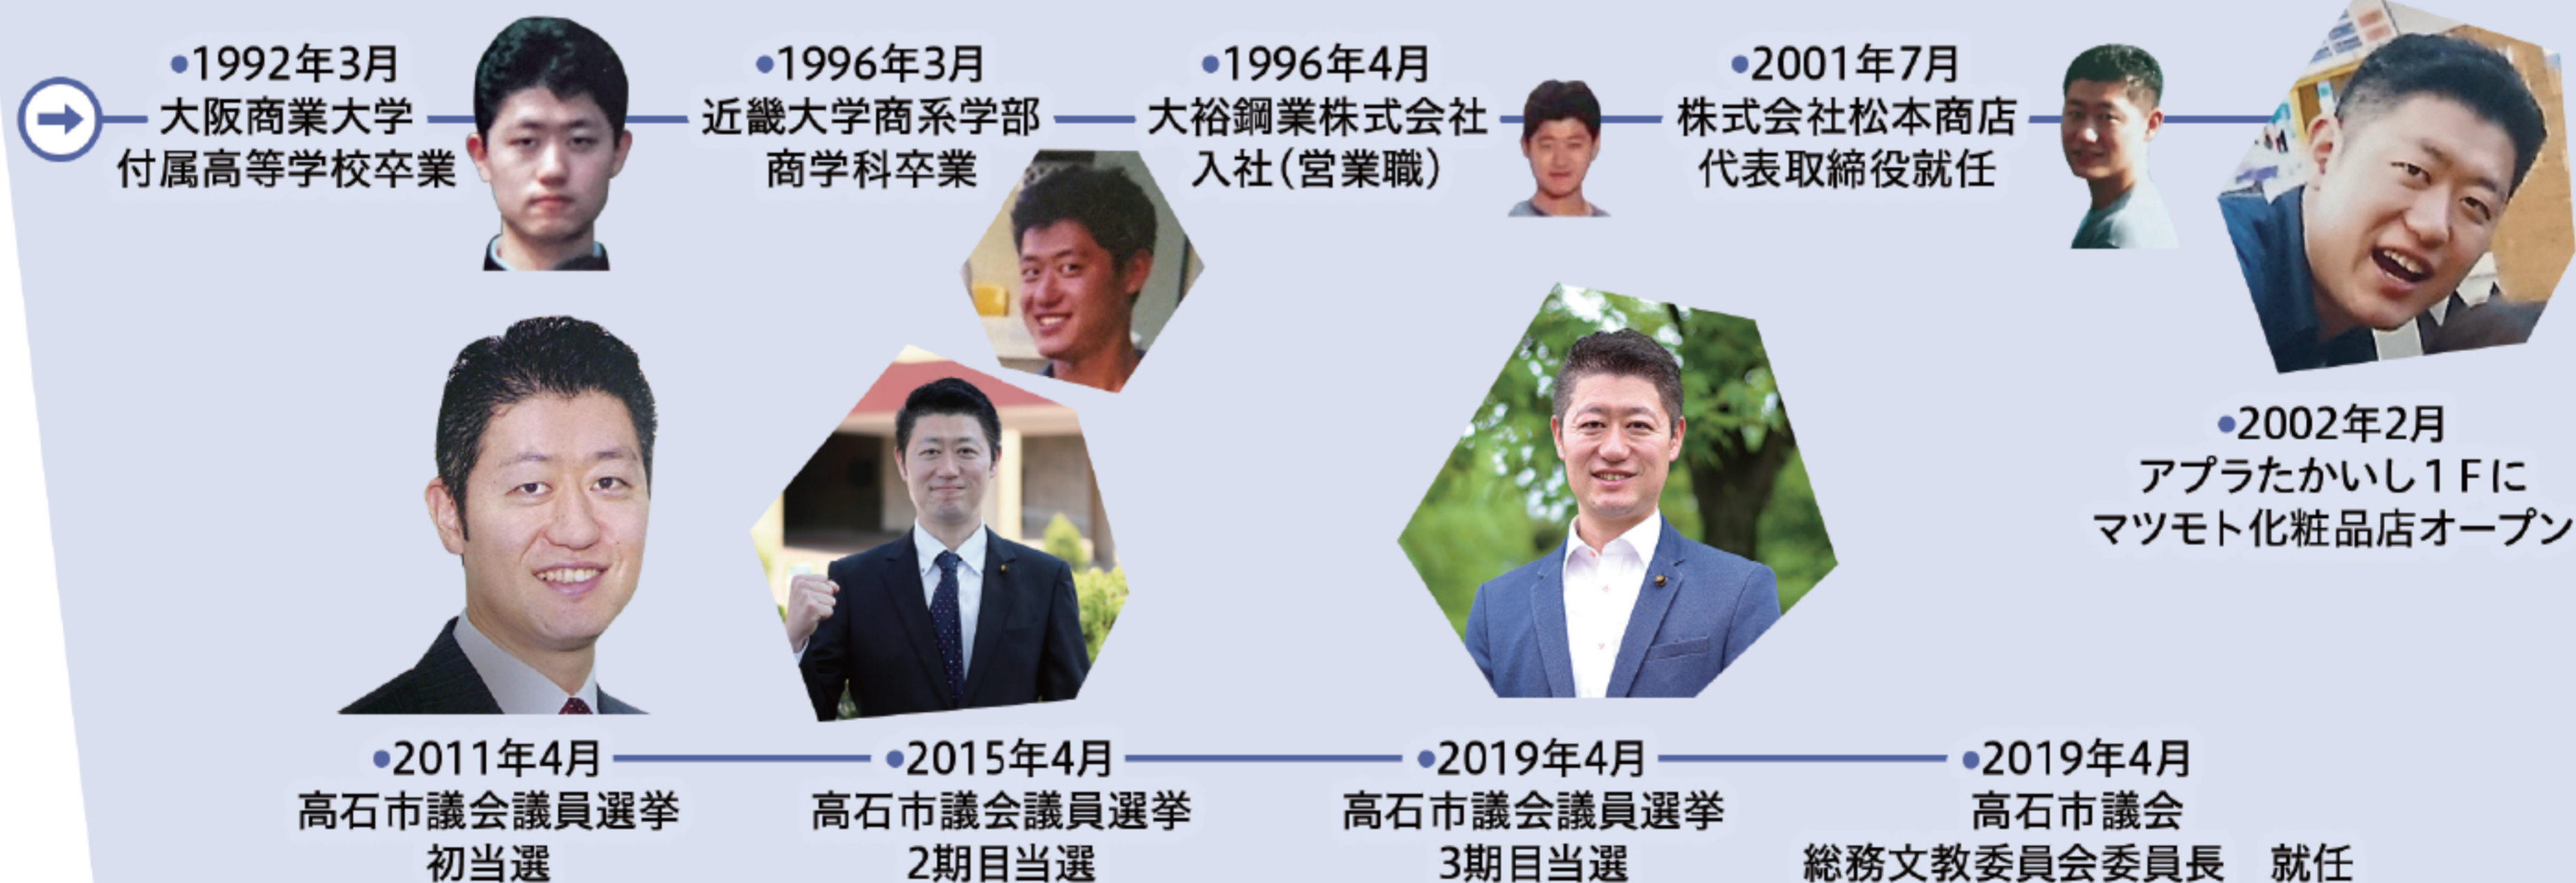 •1992年3月
大阪商業大学
付属高等学校卒業
•1996年3月
近畿大学商系学部
商学科卒業
•1996年4月
大裕鋼業株式会社
入社(営業職)
•2001年7月
株式会社松本商店
代表取締役就任
•2002年2月
アプラたかいし1Fに
マツモト化粧品店オープン
•2011年4月
高石市議会議員選挙
初当選
•2015年4月
高石市議会議員選挙
2期目当選
•2019年4月
高石市議会議員選挙
3期目当選
•2019年4月
高石市議会
総務文教委員会委員長　就任